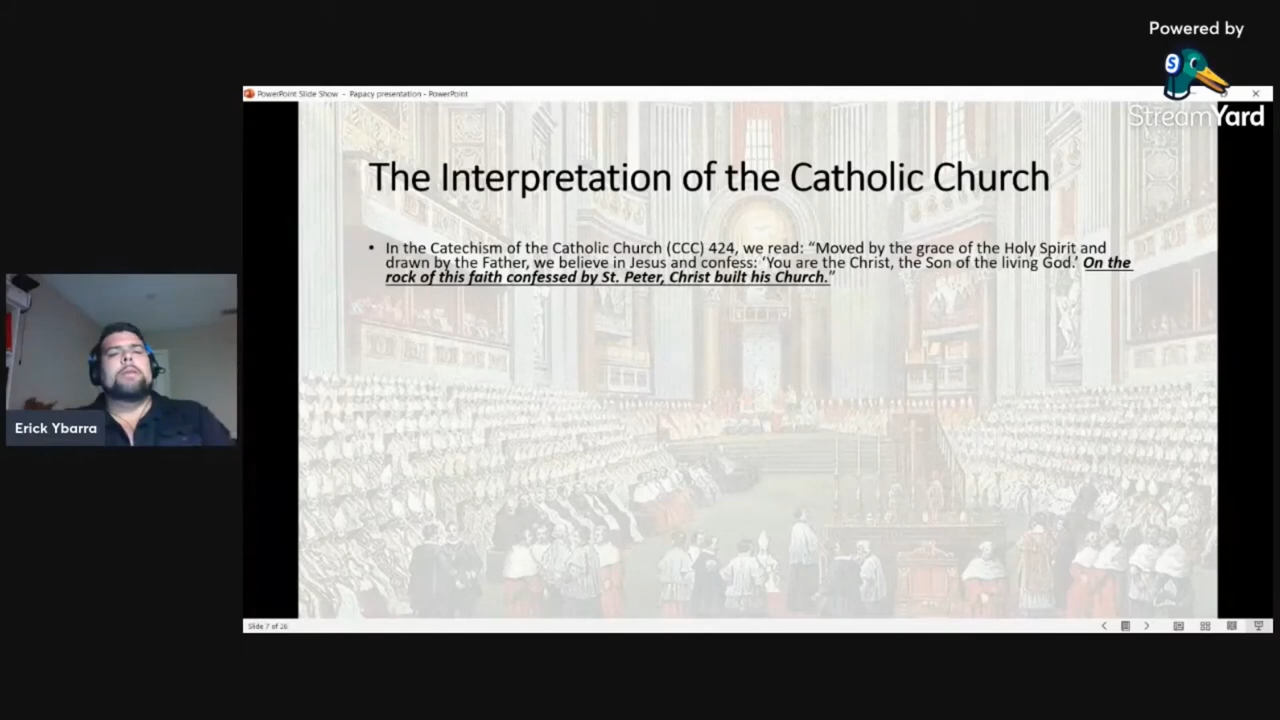 Powered by
StreamYard
PowerPoint Slide Show - Papacy presentation - PowerPoint
The Interpretation of the Catholic Church
• In the Catechism of the Catholic Church (CCC) 424, we read: “Moved by the grace of the Holy Spirit and
drawn by the Father, we believe in Jesus and confess: ‘You are the Christ, the Son of the living God.’ On the
rock of this faith confessed by St. Peter, Christ built his Church.”
Erick Ybarra
Slide 7 of 26